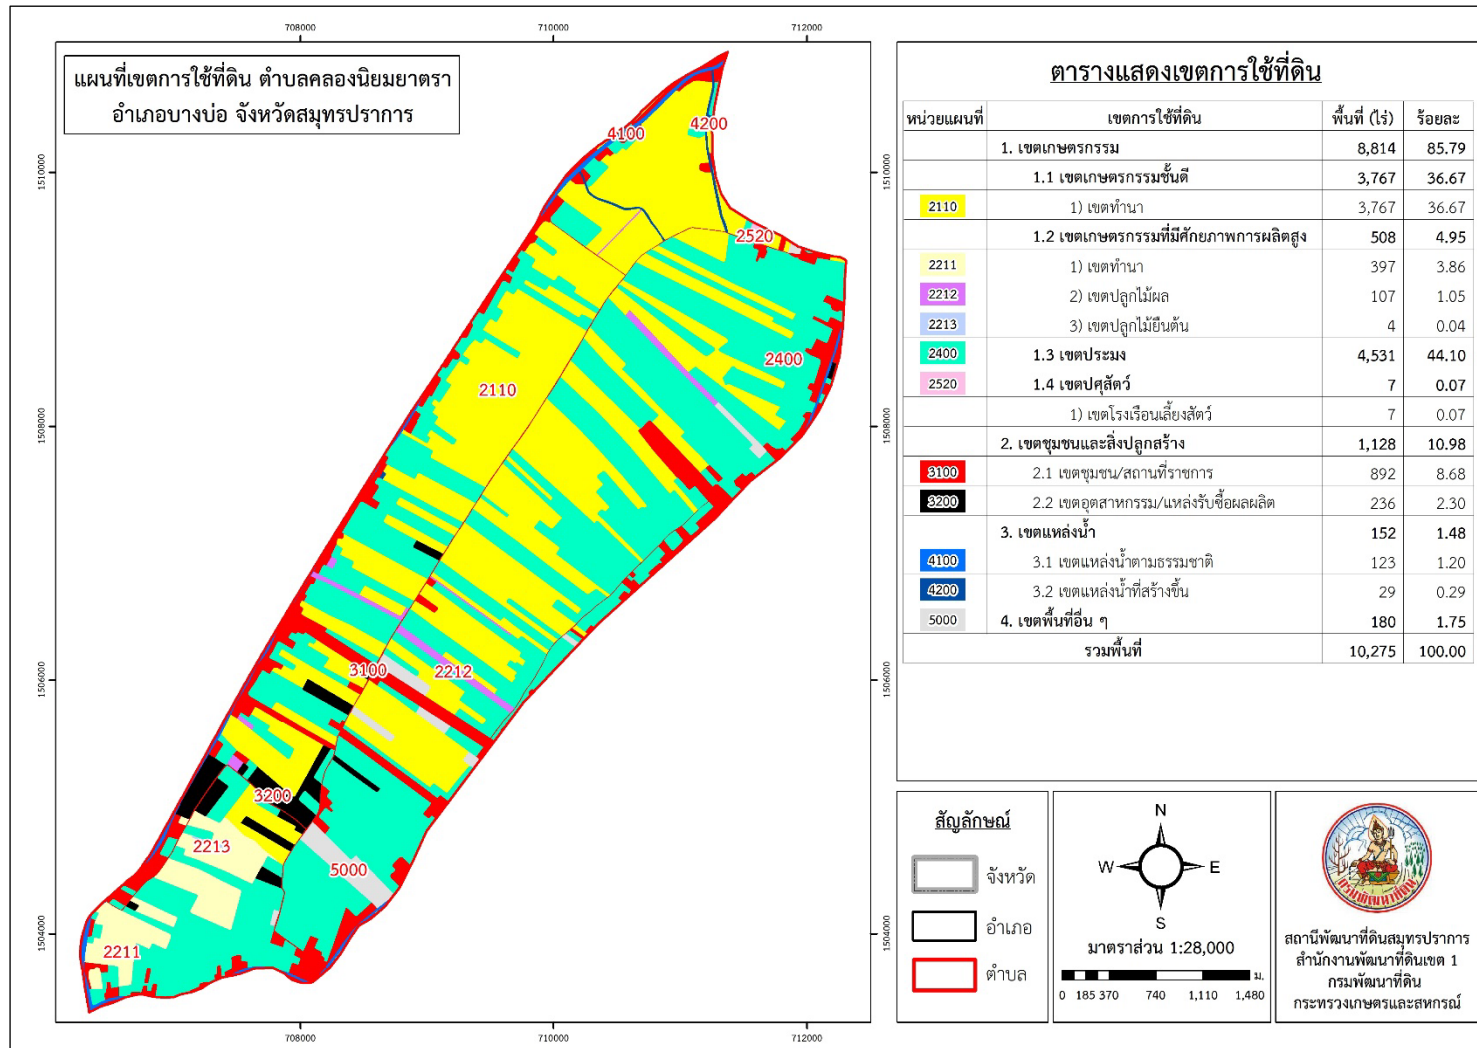 708000 710000 712000
แผนที่เขตการใช้ที่ดิน ตำบลคลองนิยมยาตรา
อำเภอบางบ่อ จังหวัดสมุทรปราการ
1510000 1510000
1508000 1508000
1506000 1506000
1504000 1504000
4100
4200
2520
2400
2110
3100
2212
3200
2213
5000
2211
708000 710000 712000
ตารางแสดงเขตการใช้ที่ดิน
หน่วยแผนที่ เขตการใช้ที่ดิน พื้นที่ (ไร่) ร้อยละ
1. เขตเกษตรกรรม 8,814 85.79
1.1 เขตเกษตรกรรมชั้นดี 3,767 36.67
2110 1) เขตทำนา 3,767 36.67
1.2 เขตเกษตรกรรมที่มีศักยภาพการผลิตสูง 508 4.95
2211 1) เขตทำนา 397 3.86
2212 2) เขตปลูกไม้ผล 107 1.05
2213 3) เขตปลูกไม้ยืนต้น 4 0.04
2400 1.3 เขตประมง 4,531 44.10
2520 1.4 เขตปศุสัตว์ 7 0.07
1) เขตโรงเรือนเลี้ยงสัตว์ 7 0.07
2. เขตชุมชนและสิ่งปลูกสร้าง 1,128 10.98
3100 2.1 เขตชุมชน/สถานที่ราชการ 892 8.68
3200 2.2 เขตอุตสาหกรรม/แหล่งรับซื้อผลผลิต 236 2.30
3. เขตแหล่งน้ำ 152 1.48
4100 3.1 เขตแหล่งน้ำตามธรรมชาติ 123 1.20
4200 3.2 เขตแหล่งน้ำที่สร้างขึ้น 29 0.29
5000 4. เขตพื้นที่อื่น ๆ 180 1.75
รวมพื้นที่ 10,275 100.00
สัญลักษณ์
จังหวัด
อำเภอ
ตำบล
N
W E
S
มาตราส่วน 1:28,000
ม.
0 185 370 740 1,110 1,480
กรมพัฒนาที่ดิน
สถานีพัฒนาที่ดินสมุทรปราการ
สำนักงานพัฒนาที่ดินเขต 1
กรมพัฒนาที่ดิน
กระทรวงเกษตรและสหกรณ์